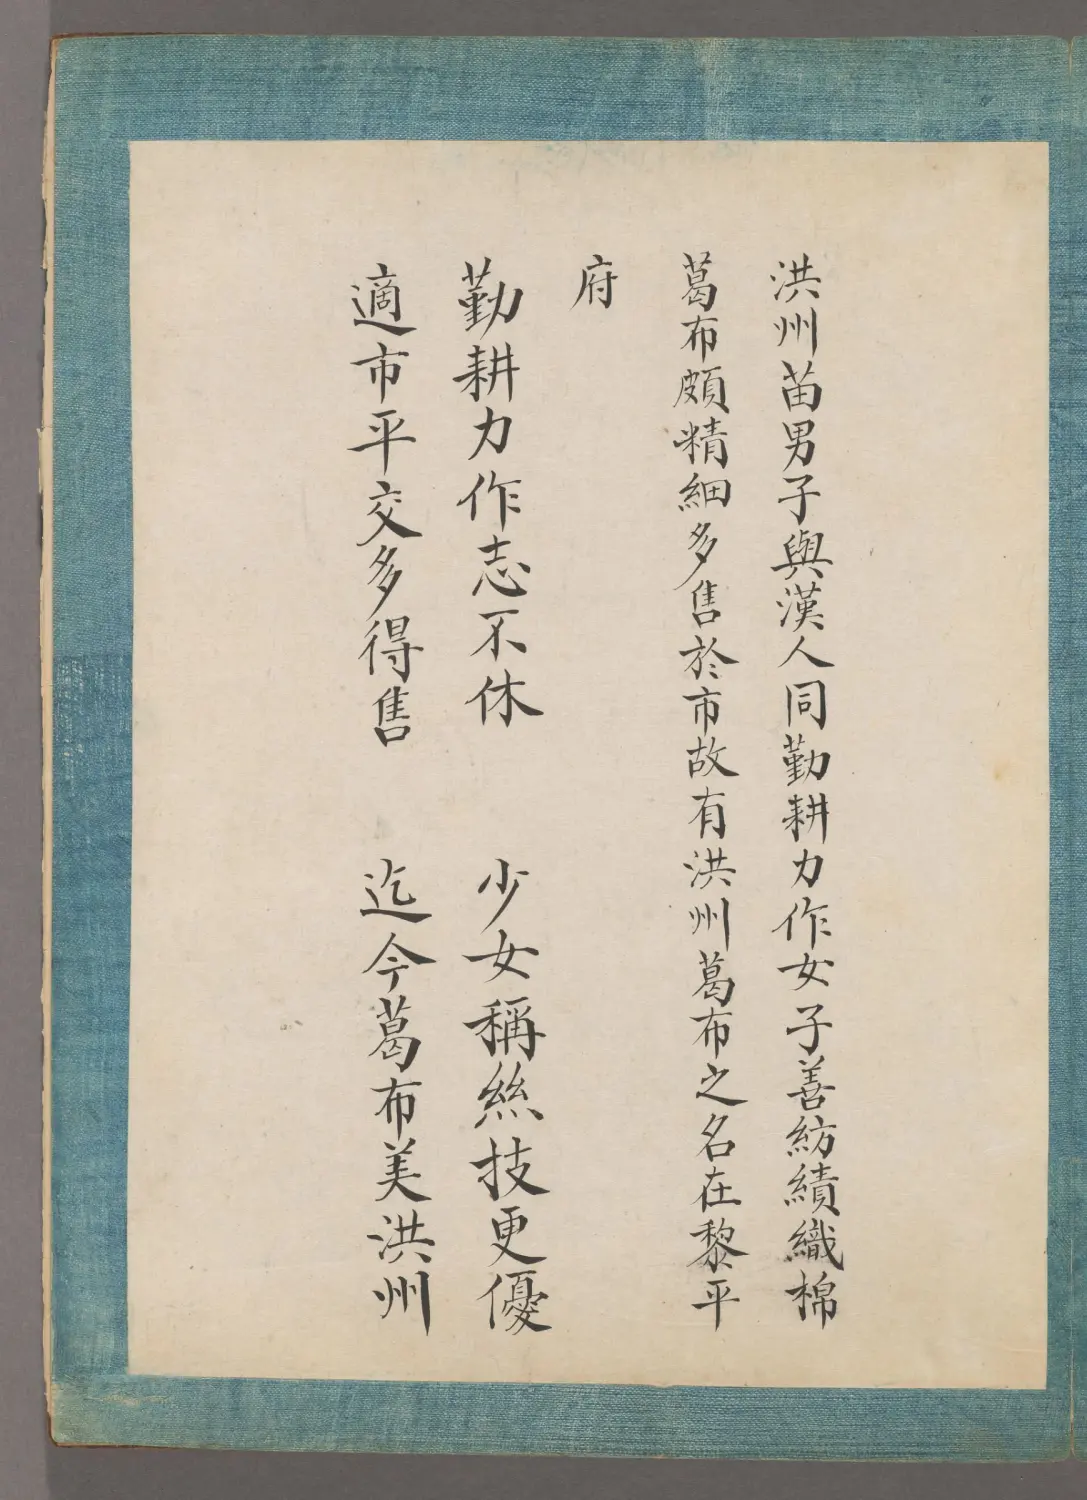 洪州苗男子與漢人同勤耕力作女子善紡績織棉
葛布頗精細多售於市故有洪州葛布之名在黎平
府
勤耕力作志不休 少女稱絲技更優
適市平交多得售 迄今葛布美洪州